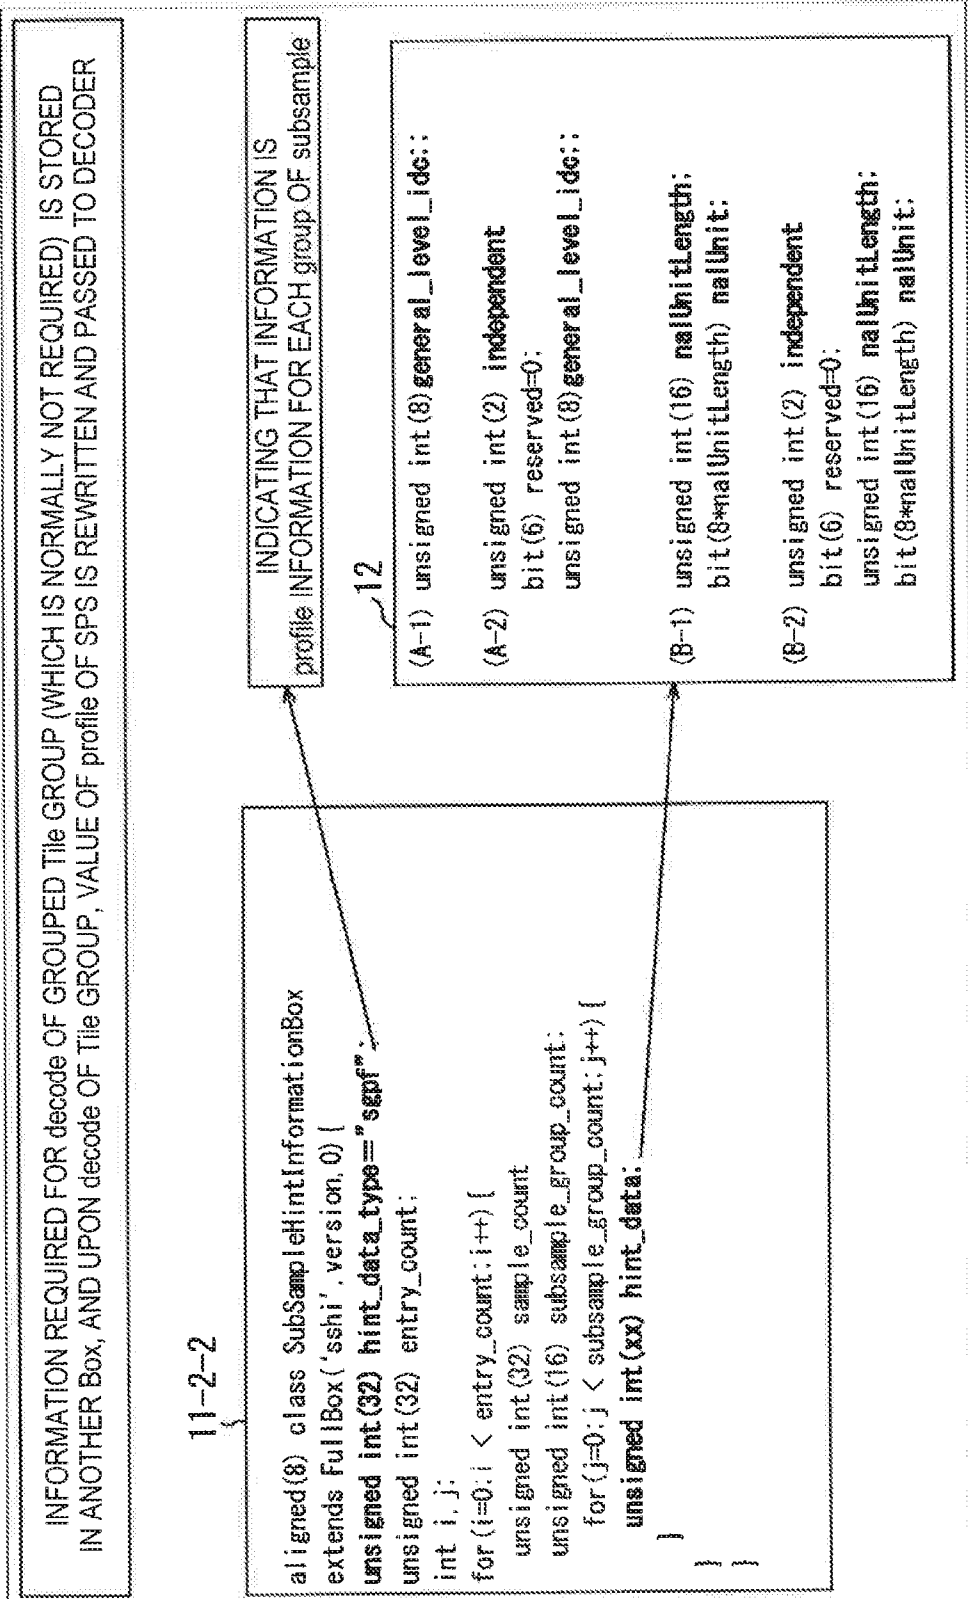 INFORMATION REQUIRED FOR decode OF GROUPED Tile GROUP (WHICH IS NORMALLY NOT REQUIRED) IS STORED
IN ANOTHER Box, AND UPON decode OF Tile GROUP, VALUE OF profile OF SPS IS REWRITTEN AND PASSED TO DECODER
11-2-2
aligned(8) class SubSampleHintInformationBox
extends FullBox('sshi', version, 0) {
unsigned int(32) hint_data_type="sgpf";
unsigned int(32) entry_count;
int i, j;
for(i=0;i < entry_count;i++) {
unsigned int(32) sample_count
unsigned int(16) subsample_group_count;
for(j=0;j < subsample_group_count;j++) {
unsigned int(xx) hint_data;
}
}
}
INDICATING THAT INFORMATION IS
profile INFORMATION FOR EACH group OF subsample
12
(A-1) unsigned int(8)general_level_idc;;
(A-2) unsigned int(2) independent
bit(6) reserved=0;
unsigned int(8)general_level_idc;;
(B-1) unsigned int(16) nalUnitLength;
bit(8*nalUnitLength) nalUnit;
(B-2) unsigned int(2) independent
bit(6) reserved=0;
unsigned int(16) nalUnitLength;
bit(8*nalUnitLength) nalUnit;